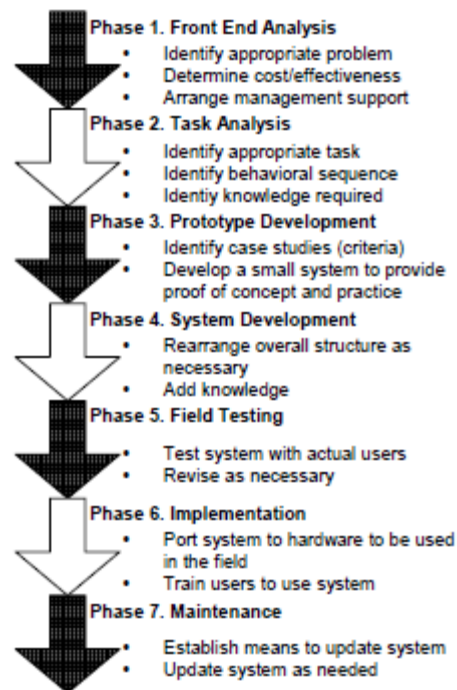 Phase 1. Front End Analysis
• Identify appropriate problem
• Determine cost/effectiveness
• Arrange management support
Phase 2. Task Analysis
• Identify appropriate task
• Identify behavioral sequence
• Identiy knowledge required
Phase 3. Prototype Development
• Identify case studies (criteria)
• Develop a small system to provide
proof of concept and practice
Phase 4. System Development
• Rearrange overall structure as
necessary
• Add knowledge
Phase 5. Field Testing
• Test system with actual users
• Revise as necessary
Phase 6. Implementation
• Port system to hardware to be used
in the field
• Train users to use system
Phase 7. Maintenance
• Establish means to update system
• Update system as needed